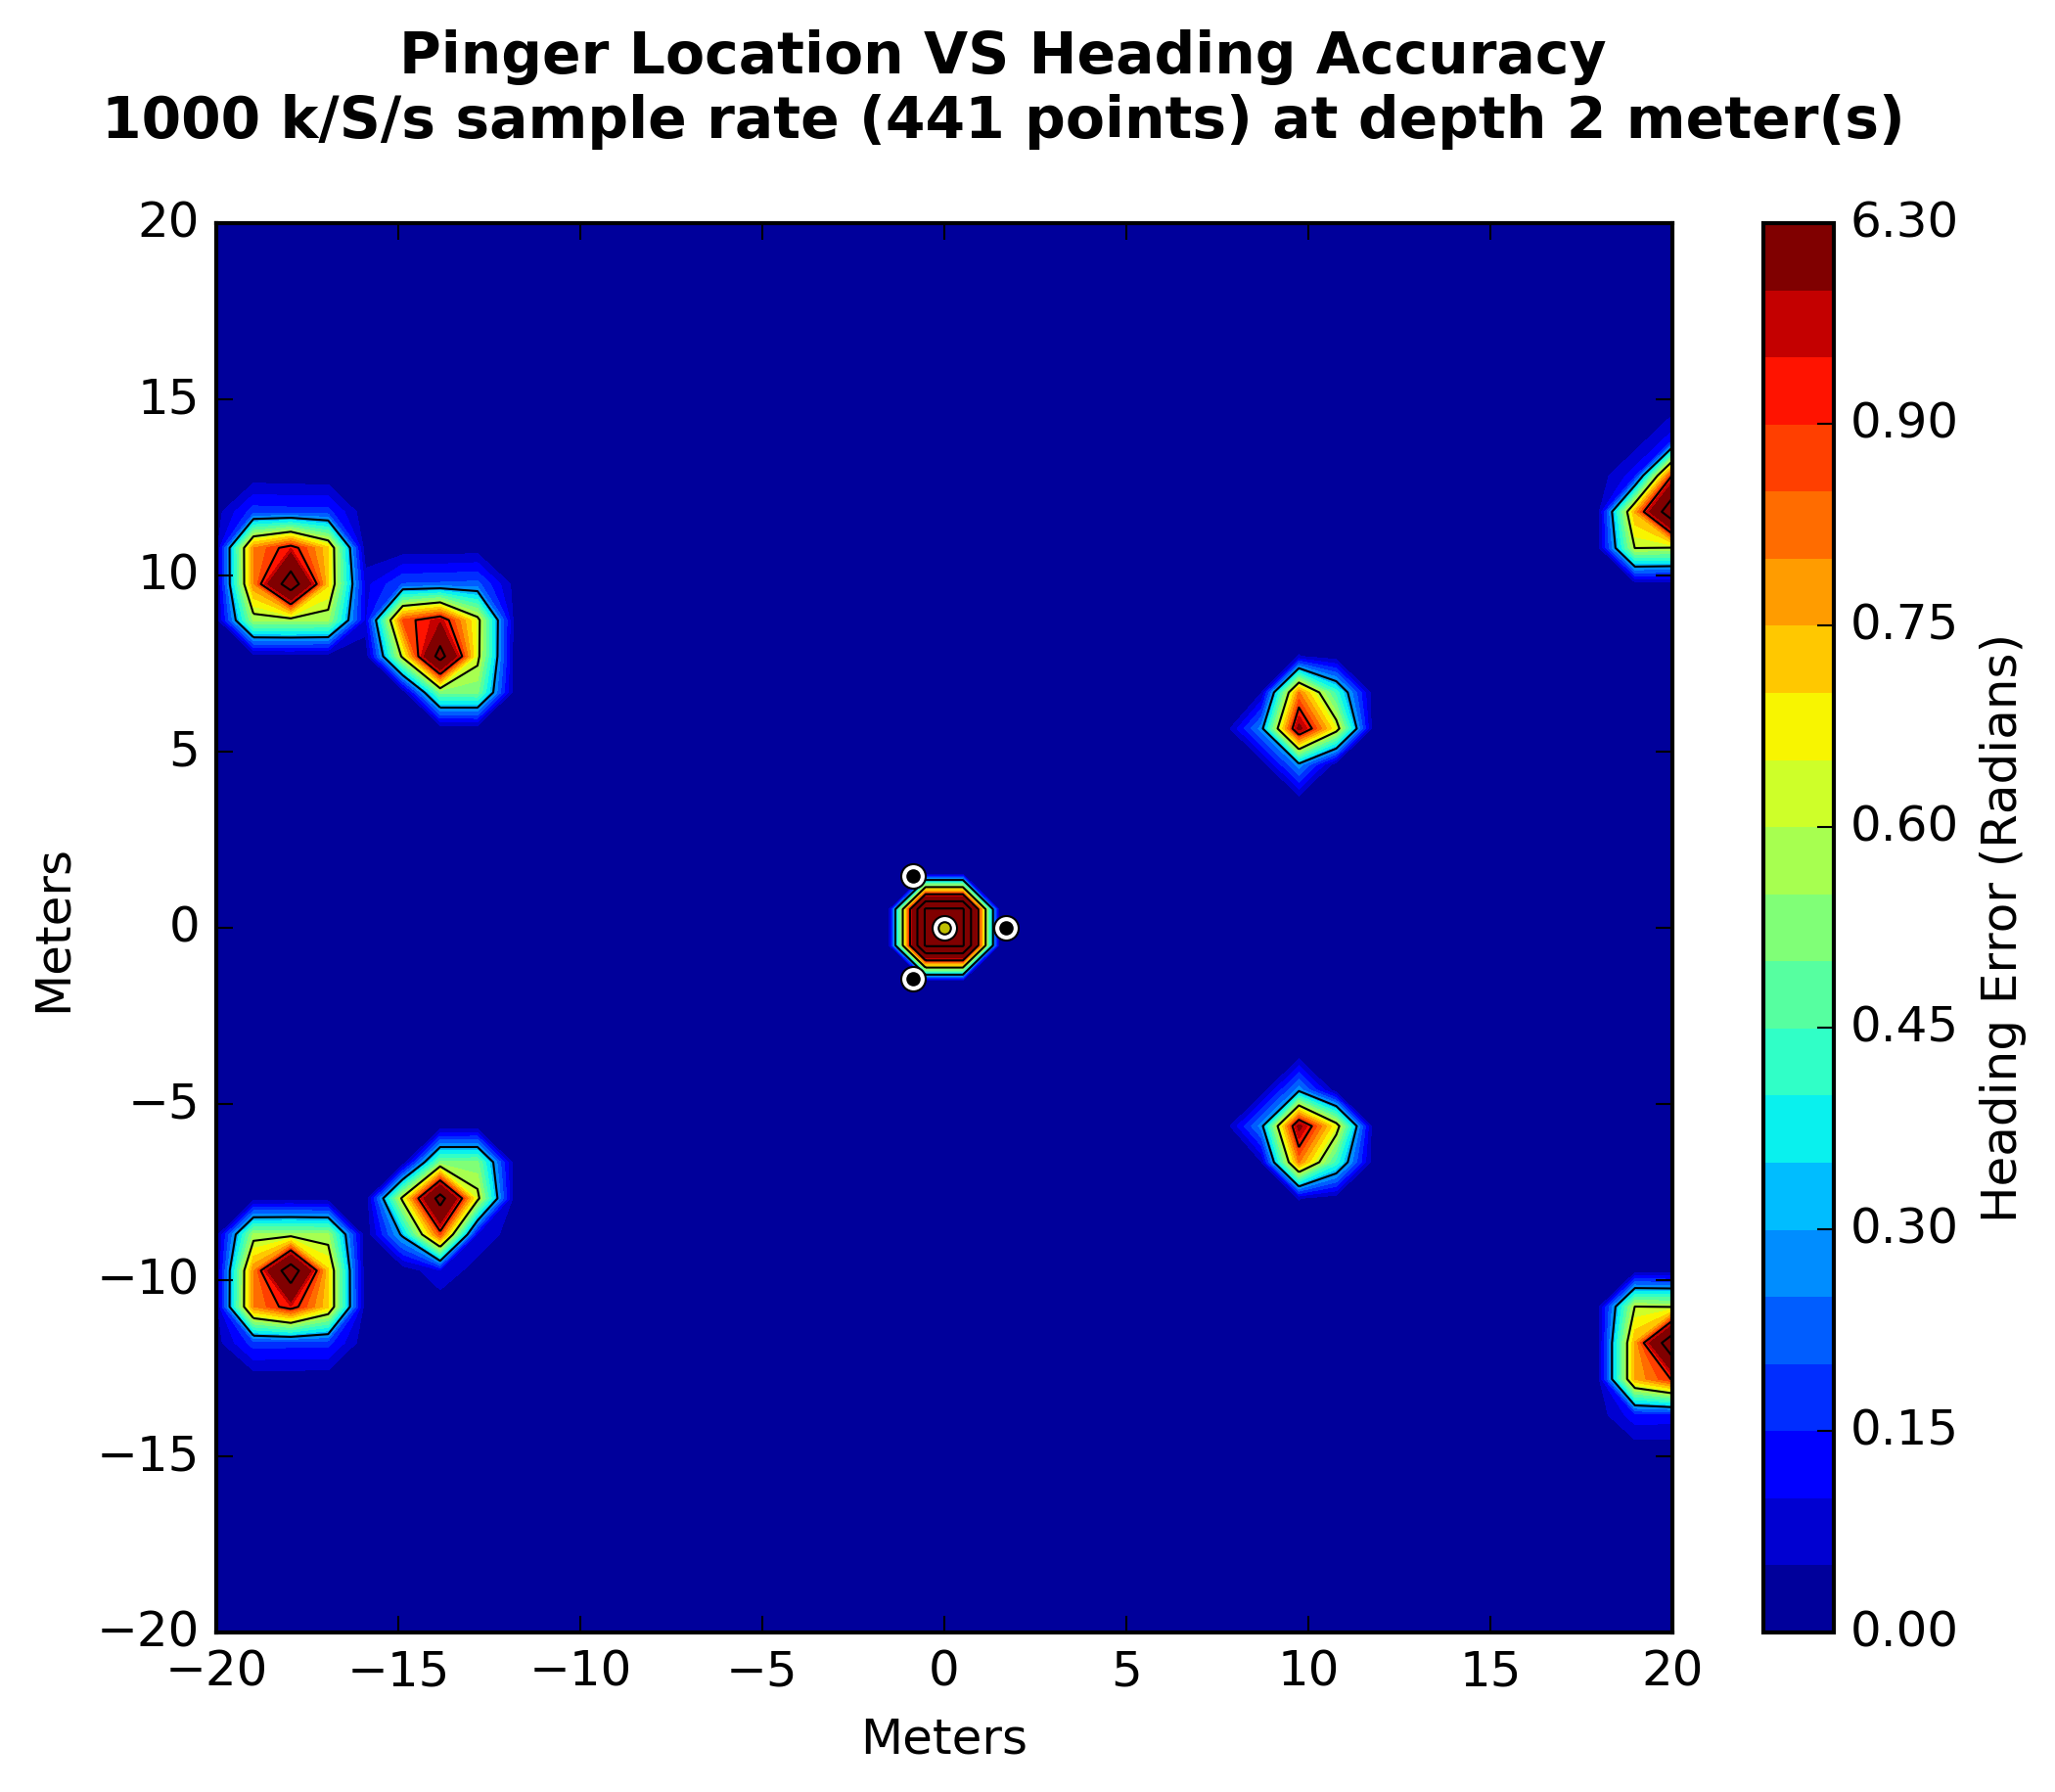 Pinger Location VS Heading Accuracy
1000 k/S/s sample rate (441 points) at depth 2 meter(s)
20
15
10
5
0
−5
−10
−15
−20
Meters
−20 −15 −10 −5 0 5 10 15 20
Meters
6.30
0.90
0.75
0.60
0.45
0.30
0.15
0.00
Heading Error (Radians)